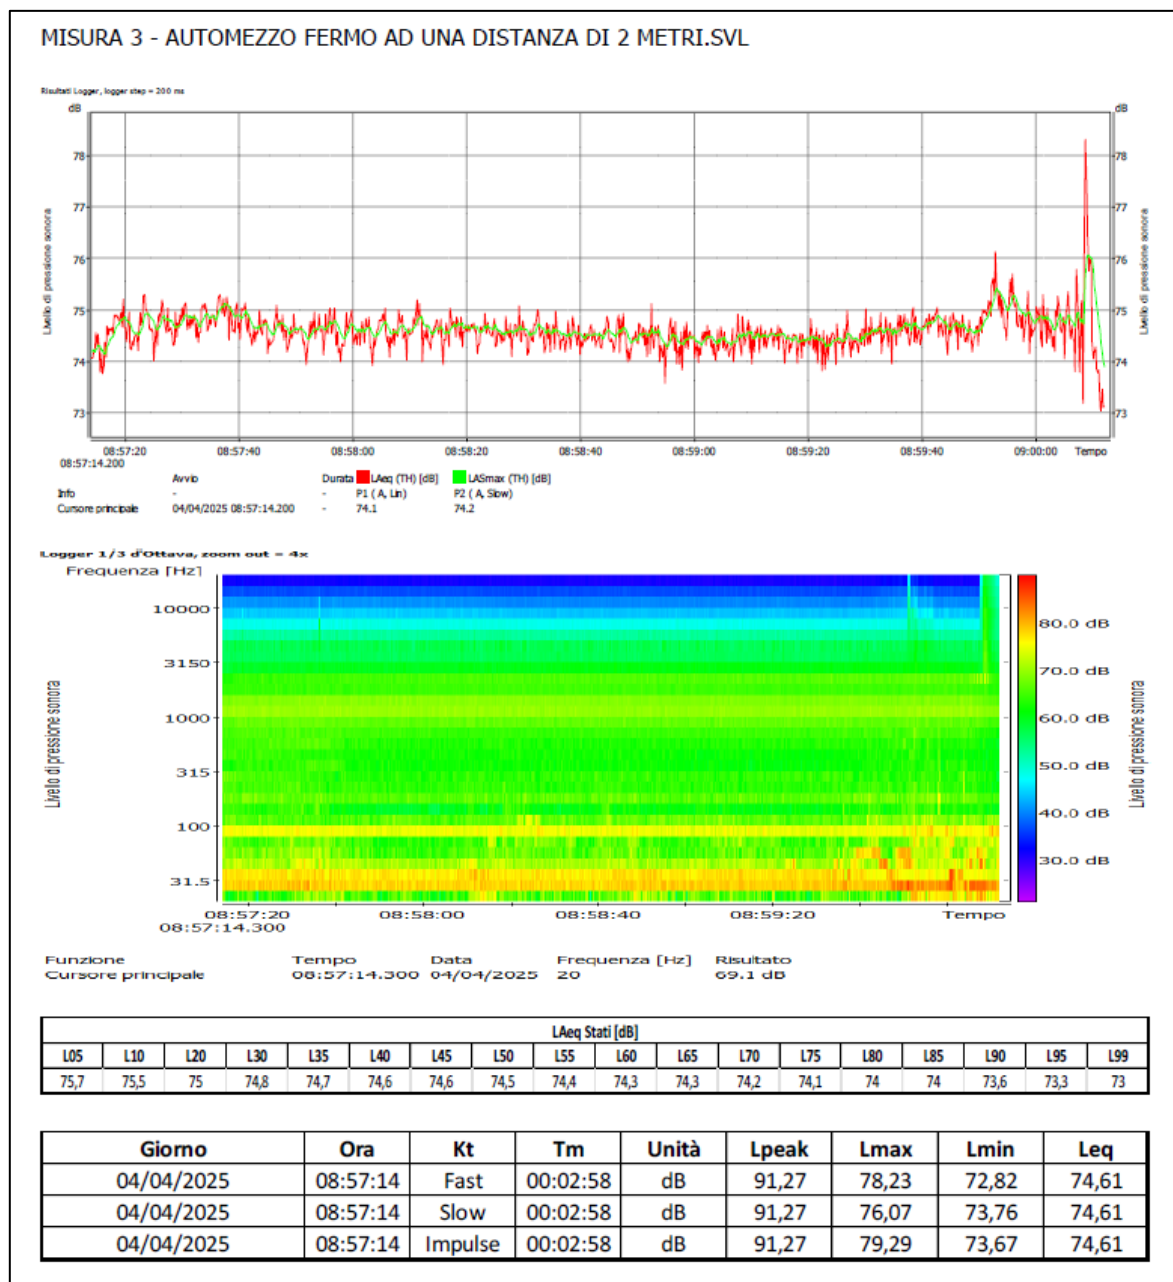 MISURA 3 - AUTOMEZZO FERMO AD UNA DISTANZA DI 2 METRI.SVL
Risultati Logger, logger step = 200 ms
dB dB
Livello di pressione sonora
78 78
77 77
76 76
75 75
74 74
73 73
Livello di pressione sonora
08:57:20 08:57:40 08:58:00 08:58:20 08:58:40 08:59:00 08:59:20 08:59:40 09:00:00 Tempo
08:57:14.200
Avvio Durata LAeq (TH) [dB] LASmax (TH) [dB]
Info - - P1 ( A, Lin) P2 ( A, Slow)
Cursore principale 04/04/2025 08:57:14.200 - 74.1 74.2
Logger 1/3 d'Ottava, zoom out = 4x
Frequenza [Hz]
Livello di pressione sonora
10000
3150
1000
315
100
31.5
80.0 dB
70.0 dB
60.0 dB
50.0 dB
40.0 dB
30.0 dB
Livello di pressione sonora
08:57:20 08:58:00 08:58:40 08:59:20 Tempo
08:57:14.300
Funzione Tempo Data Frequenza [Hz] Risultato
Cursore principale 08:57:14.300 04/04/2025 20 69.1 dB
LAeq Stati [dB]
L05 L10 L20 L30 L35 L40 L45 L50 L55 L60 L65 L70 L75 L80 L85 L90 L95 L99
75,7 75,5 75 74,8 74,7 74,6 74,6 74,5 74,4 74,3 74,3 74,2 74,1 74 74 73,6 73,3 73
Giorno Ora Kt Tm Unità Lpeak Lmax Lmin Leq
04/04/2025 08:57:14 Fast 00:02:58 dB 91,27 78,23 72,82 74,61
04/04/2025 08:57:14 Slow 00:02:58 dB 91,27 76,07 73,76 74,61
04/04/2025 08:57:14 Impulse 00:02:58 dB 91,27 79,29 73,67 74,61